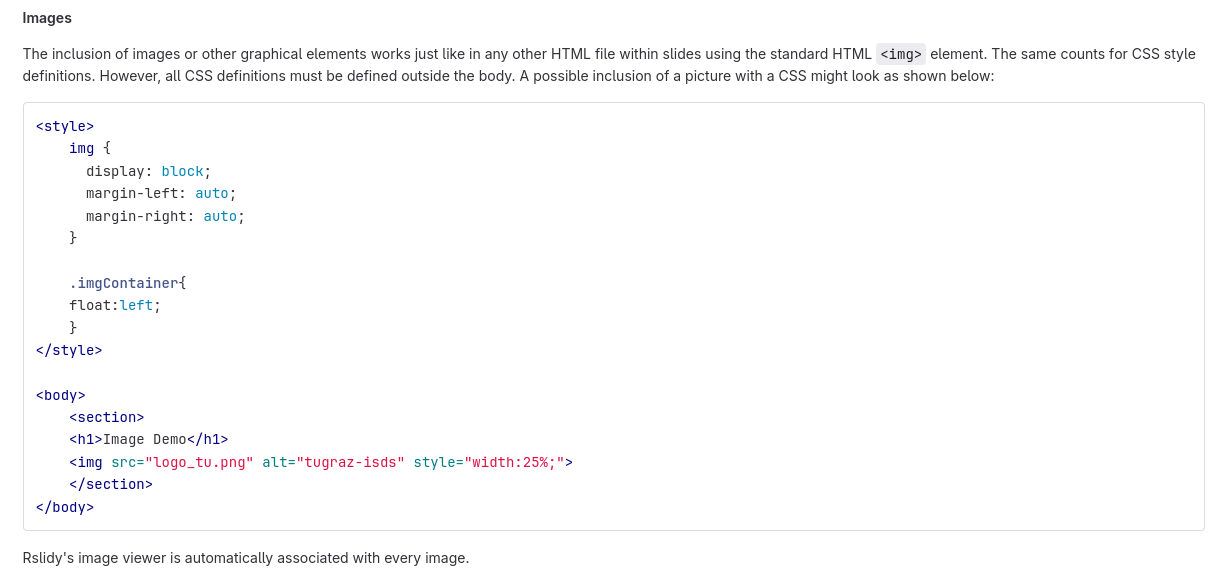 Images
The inclusion of images or other graphical elements works just like in any other HTML file within slides using the standard HTML <img> element. The same counts for CSS style
definitions. However, all CSS definitions must be defined outside the body. A possible inclusion of a picture with a CSS might look as shown below:
<style>
    img {
      display: block;
      margin-left: auto;
      margin-right: auto;
    }

    .imgContainer{
    float:left;
    }
</style>

<body>
    <section>
    <h1>Image Demo</h1>
    <img src="logo_tu.png" alt="tugraz-isds" style="width:25%;">
    </section>
</body>
Rslidy's image viewer is automatically associated with every image.